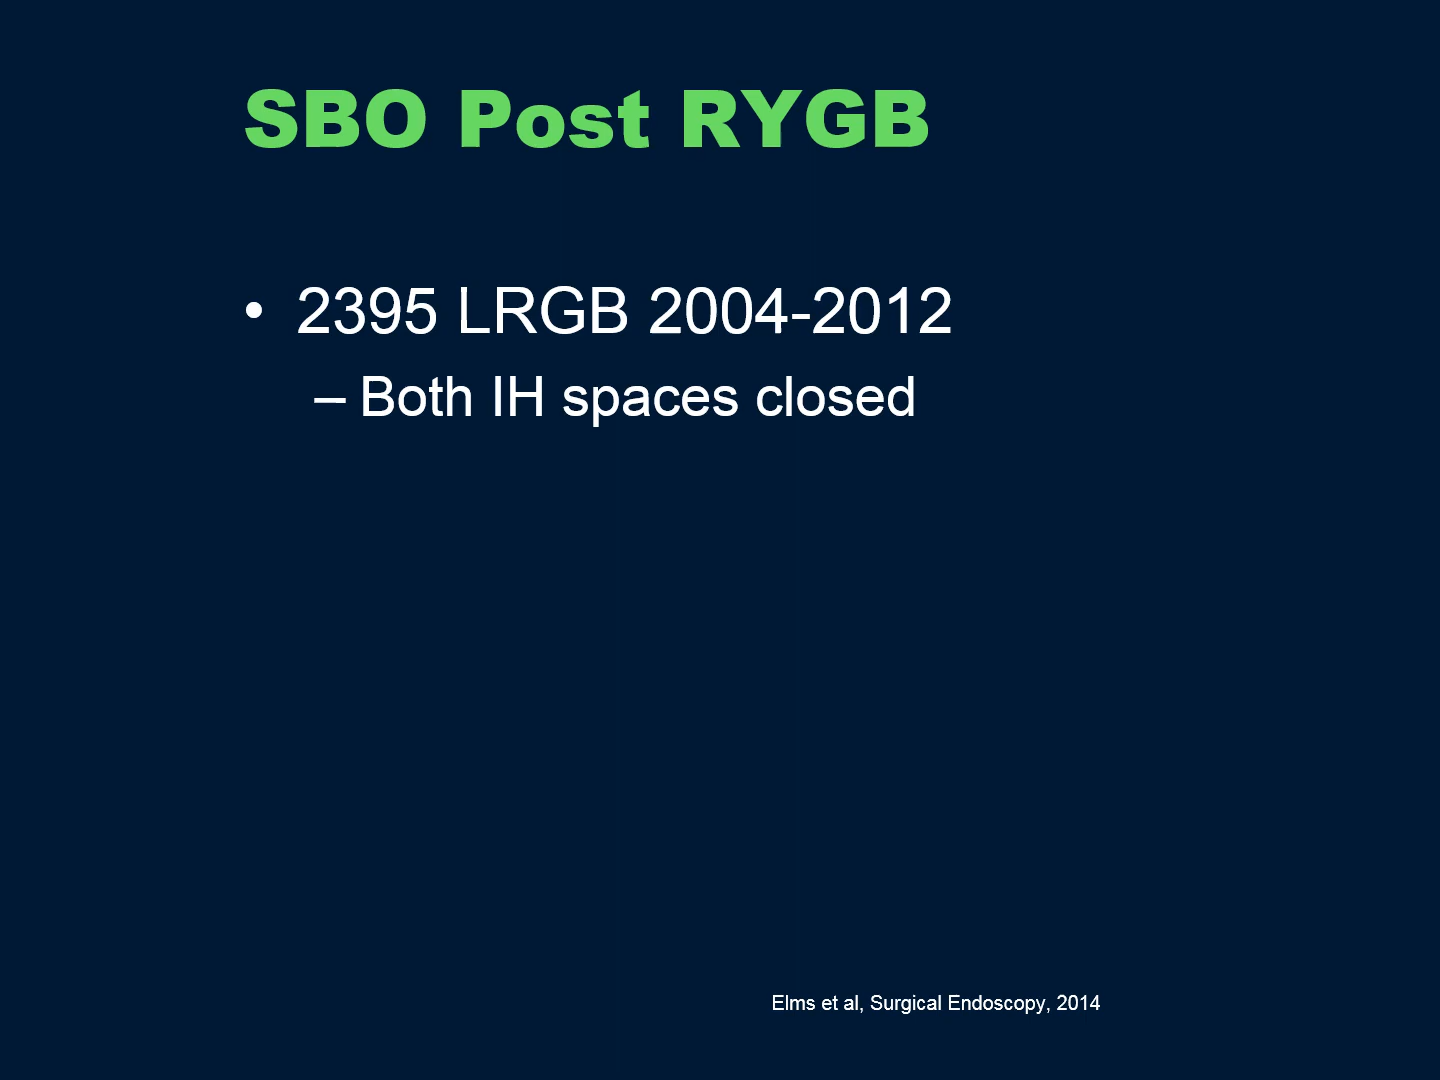 SBO Post RYGB
• 2395 LRGB 2004-2012
– Both IH spaces closed
Elms et al, Surgical Endoscopy, 2014